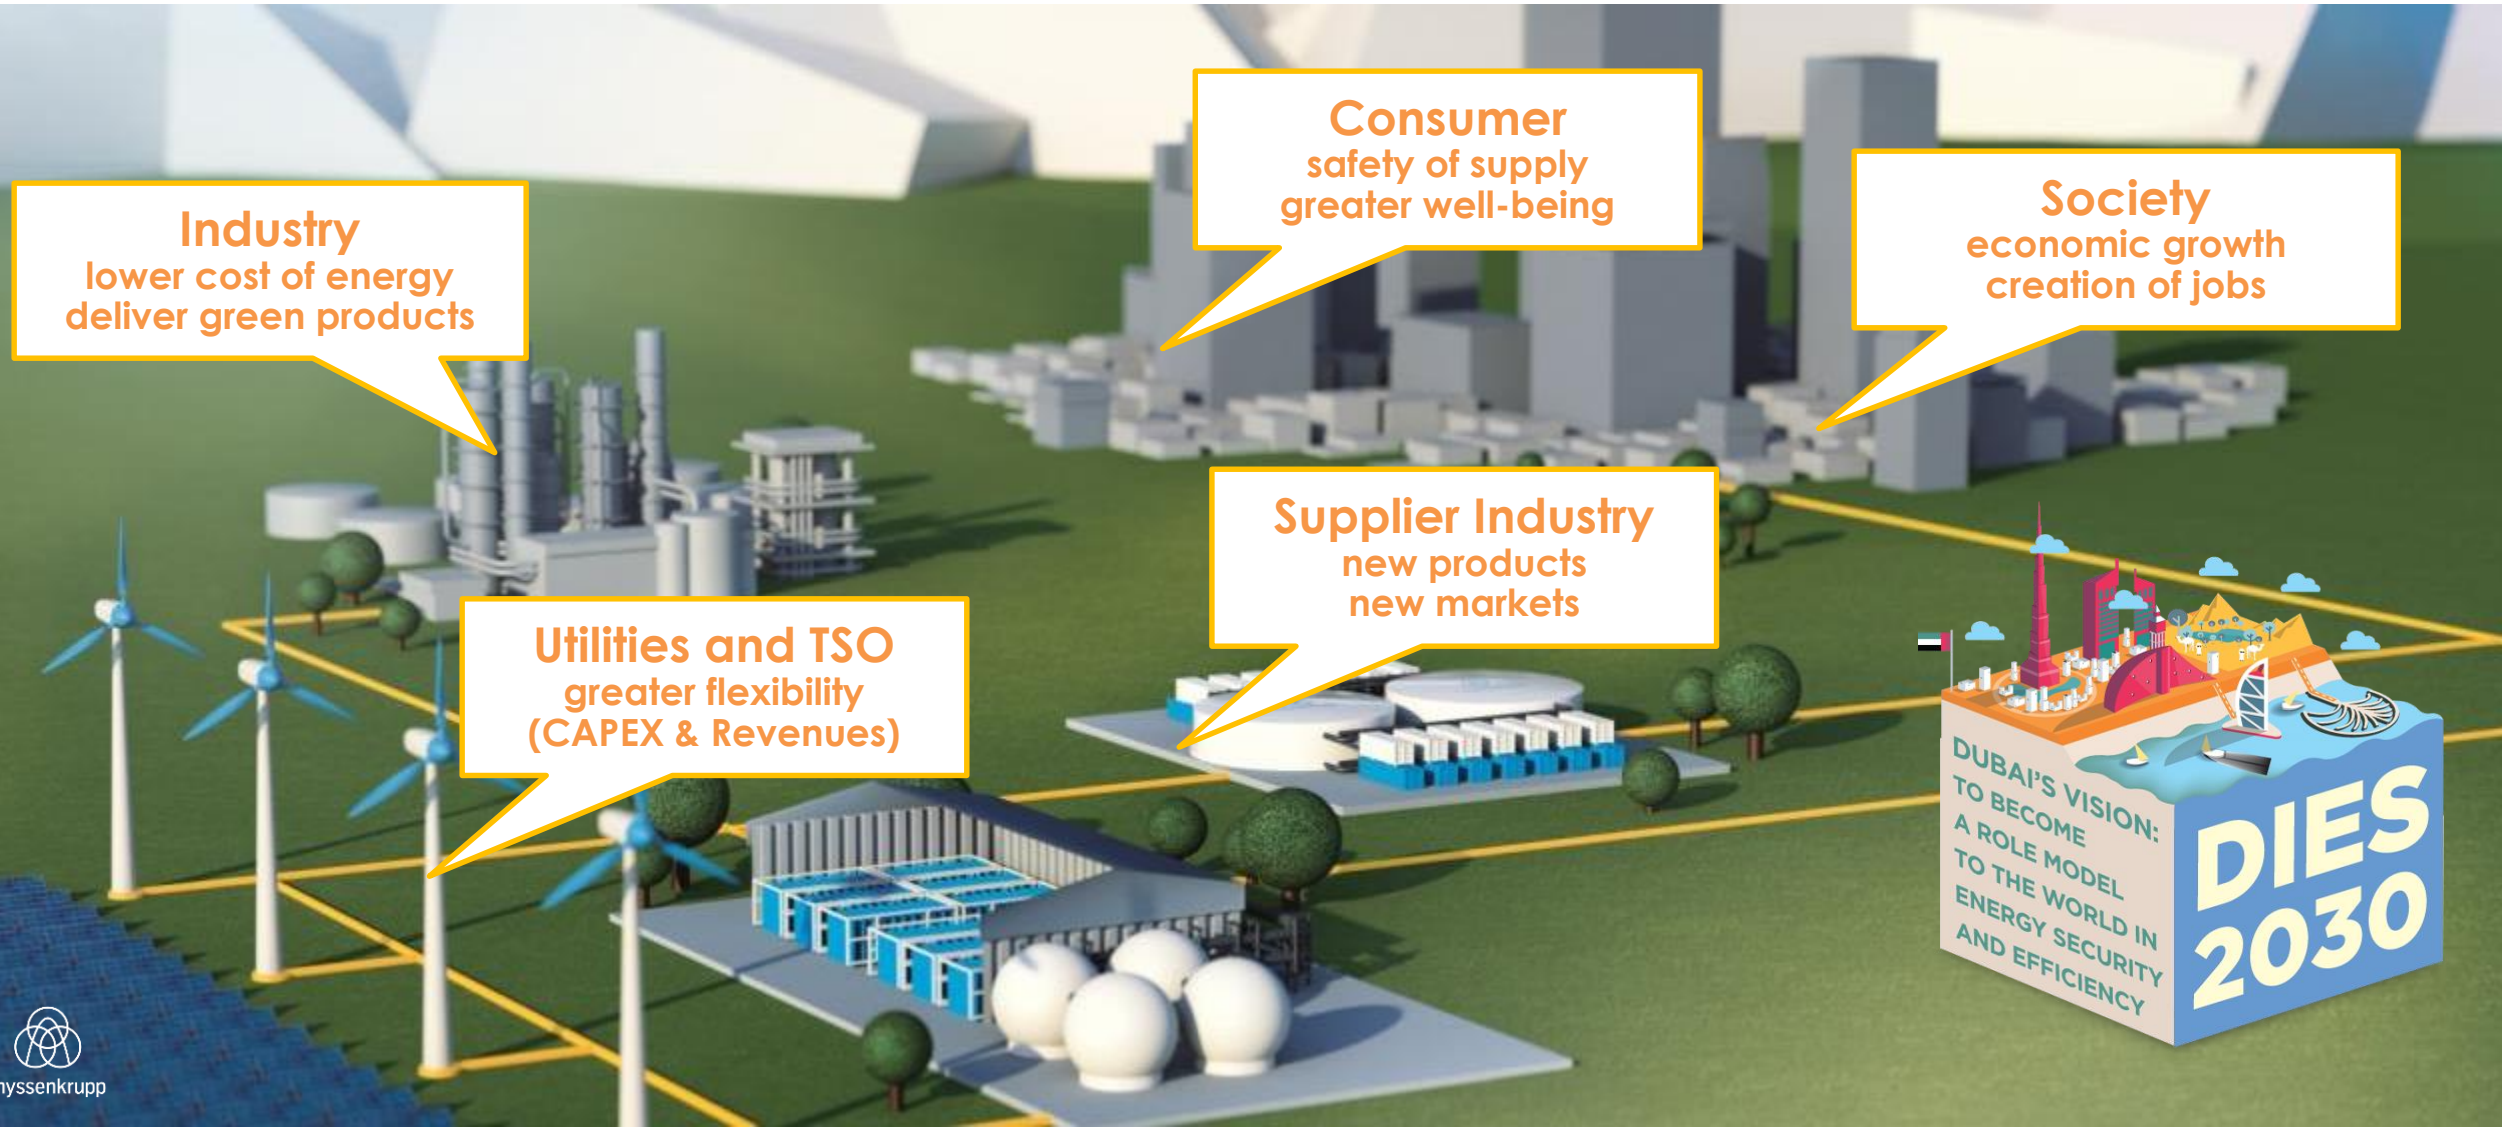 Consumer
safety of supply
greater well-being
Society
economic growth
creation of jobs
Industry
lower cost of energy
deliver green products
Supplier Industry
new products
new markets
Utilities and TSO
greater flexibility
(CAPEX & Revenues)
DUBAI'S VISION:
TO BECOME
A ROLE MODEL
TO THE WORLD IN
ENERGY SECURITY
AND EFFICIENCY
DIES
2030
hyssenkrupp